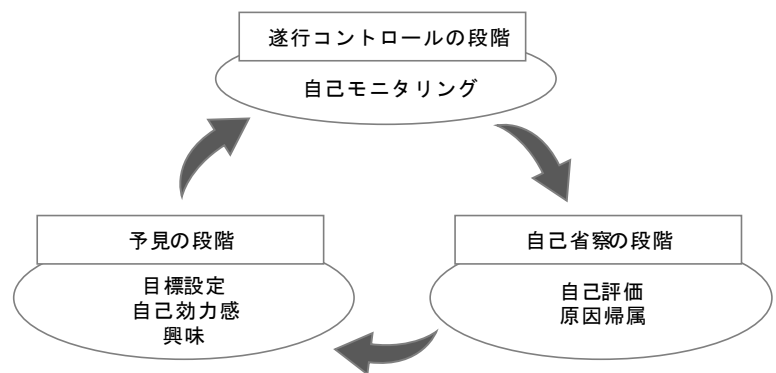 遂行コントロールの段階
自己モニタリング
予見の段階
目標設定
自己効力感
興味
自己省察の段階
自己評価
原因帰属